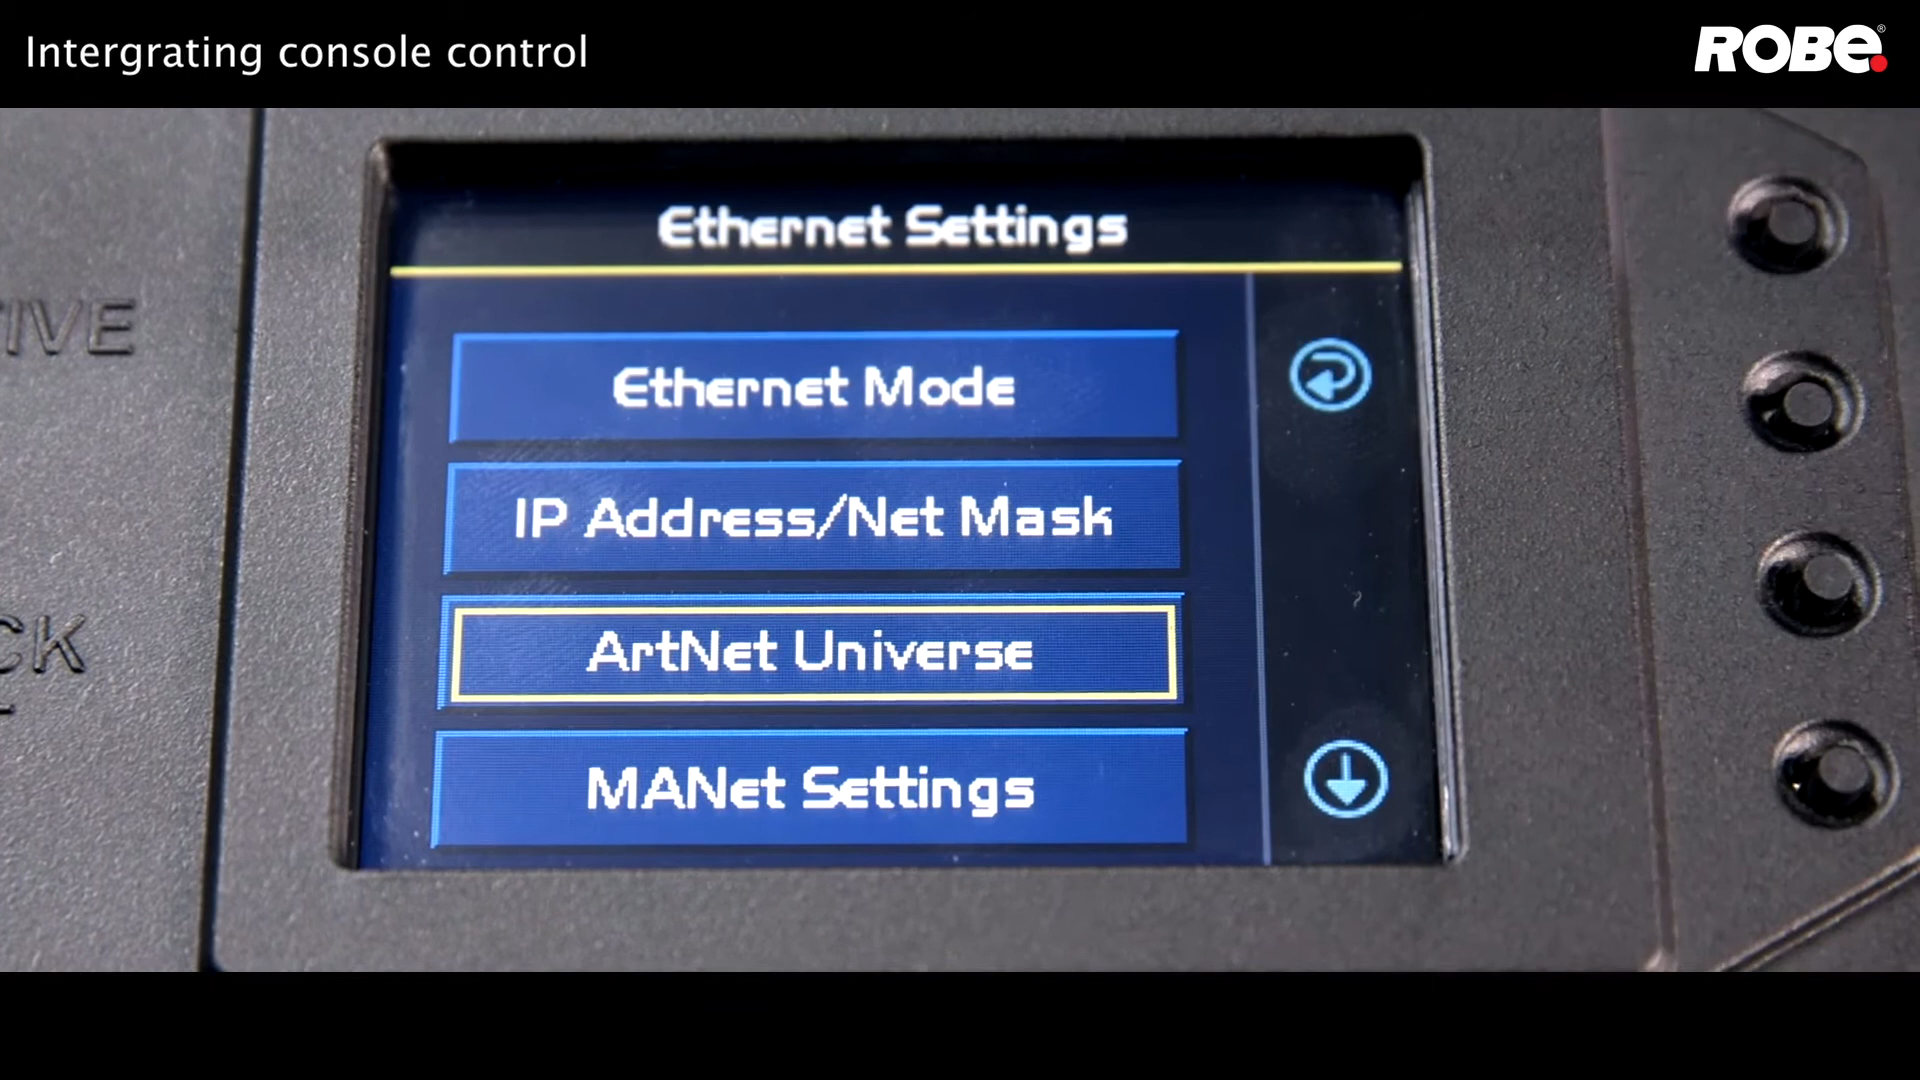 Intergrating console control
ROBE®
Ethernet Settings
Ethernet Mode
IP Address/Net Mask
ArtNet Universe
MANet Settings